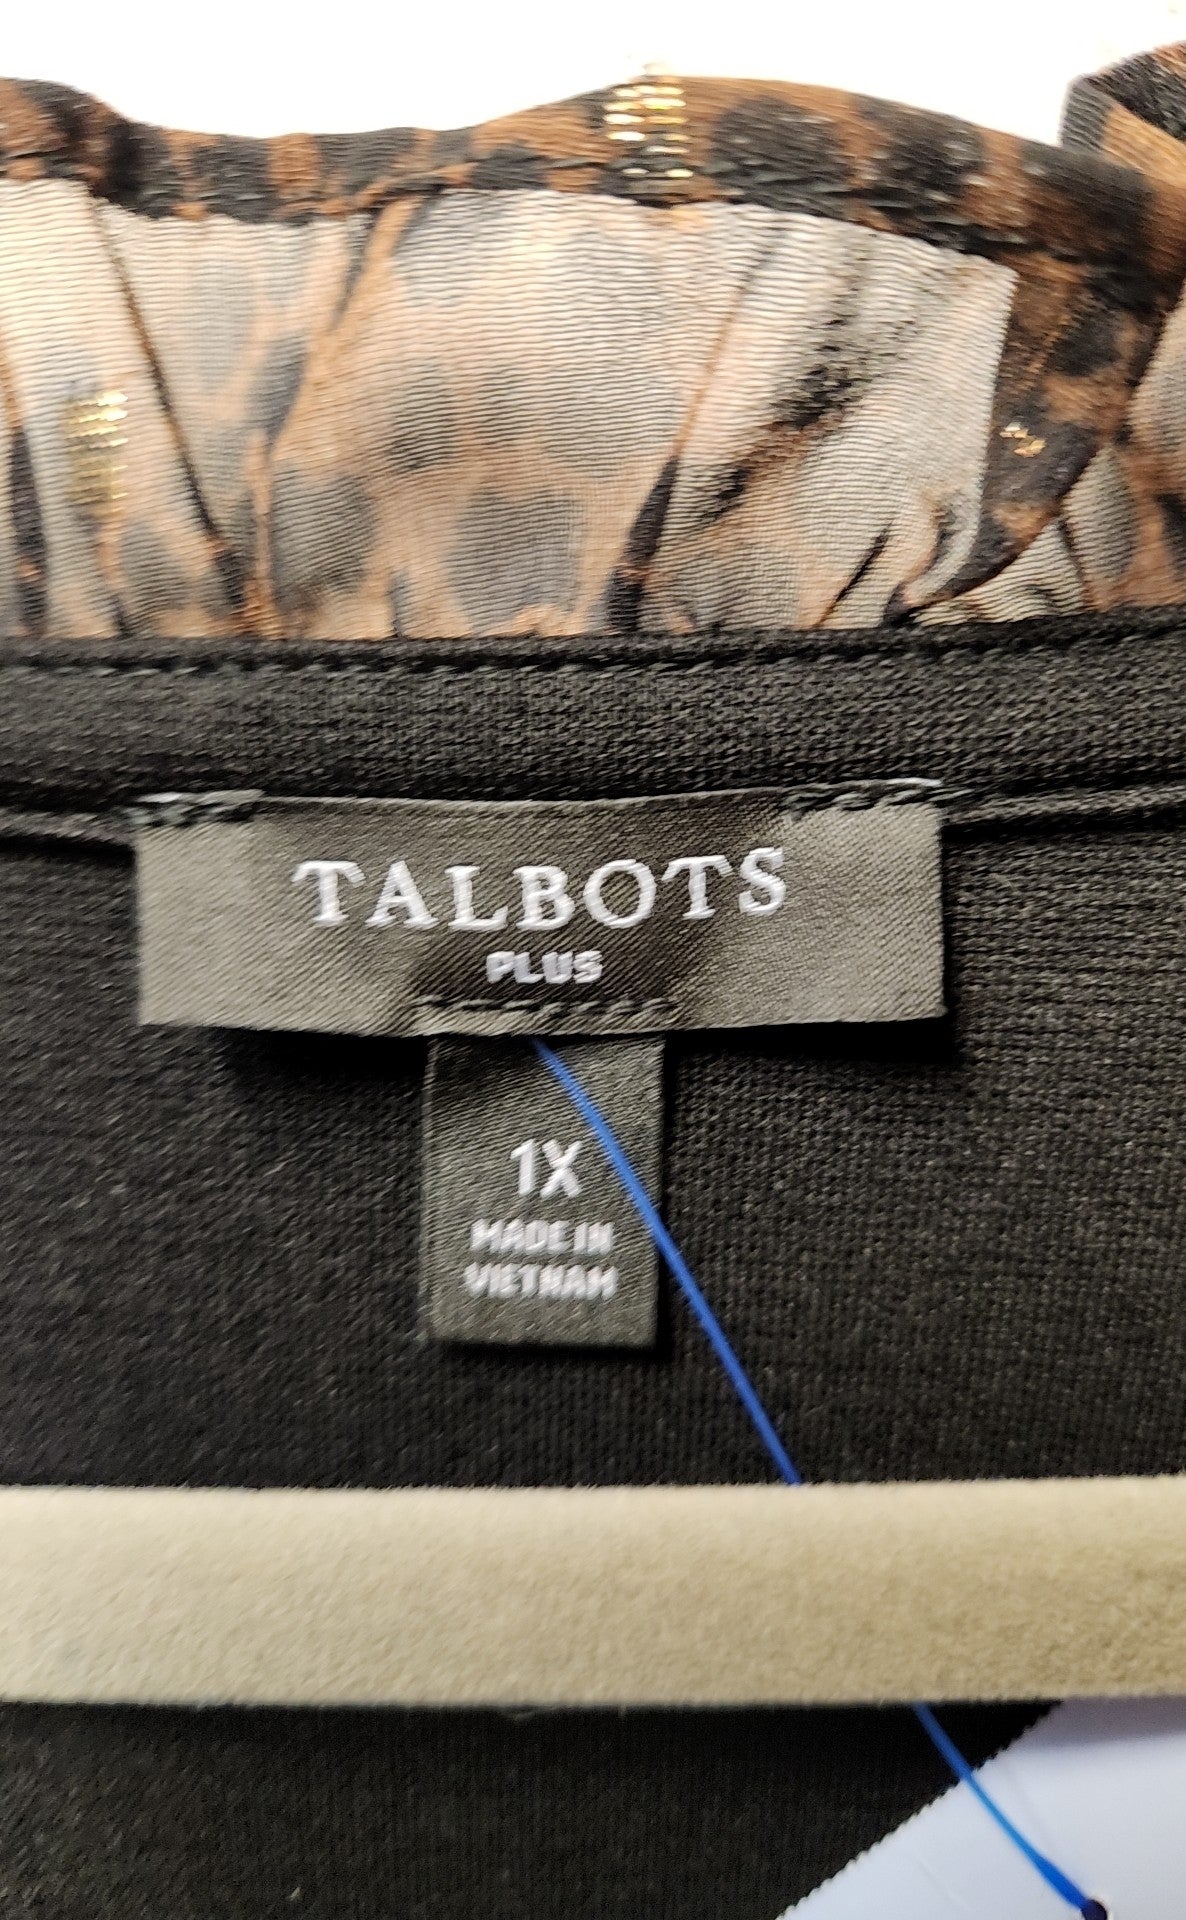 TALBOTS
PLUS
1X
MADE IN
VIETNAM